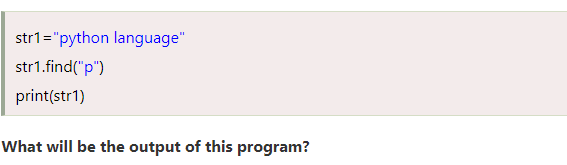 str1="python language"
str1.find("p")
print(str1)
What will be the output of this program?